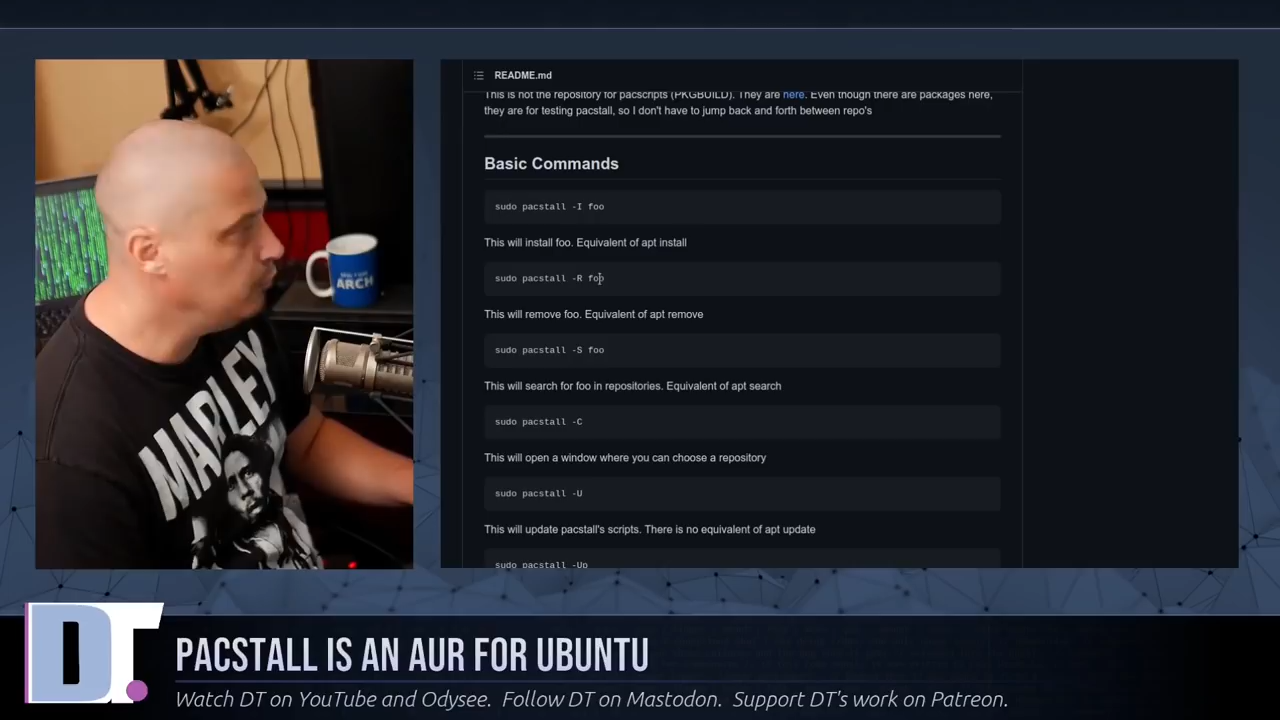 README.md
This is not the repository for pacscripts (PKGBUILD). They are here. Even though there are packages here,
they are for testing pacstall, so I don't have to jump back and forth between repo's
Basic Commands
sudo pacstall -I foo
This will install foo. Equivalent of apt install
sudo pacstall -R foo
This will remove foo. Equivalent of apt remove
sudo pacstall -S foo
This will search for foo in repositories. Equivalent of apt search
sudo pacstall -C
This will open a window where you can choose a repository
sudo pacstall -U
This will update pacstall's scripts. There is no equivalent of apt update
sudo pacstall -Up
ARCH
MARLEY
DT.
PACSTALL IS AN AUR FOR UBUNTU
Watch DT on YouTube and Odysee. Follow DT on Mastodon. Support DT's work on Patreon.